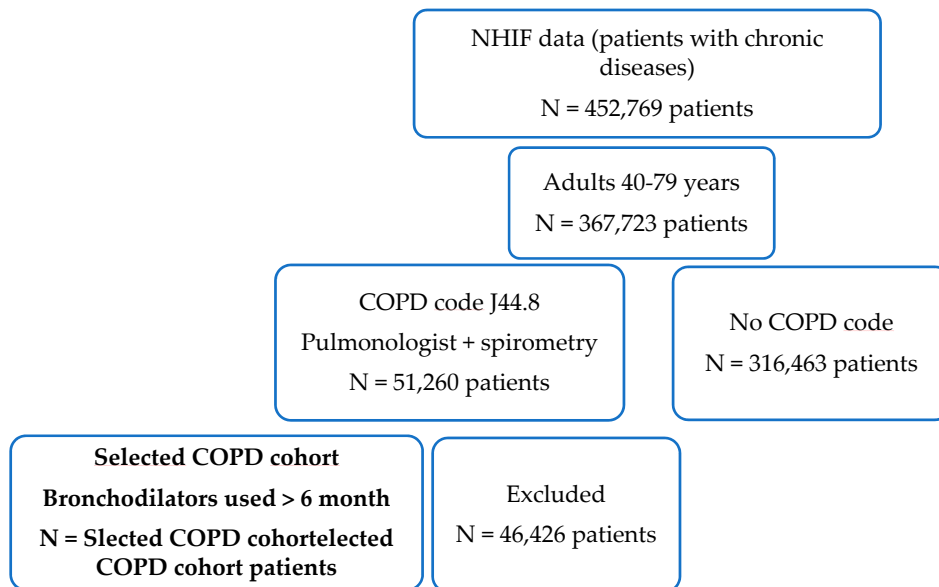 NHIF data (patients with chronic
diseases)
N = 452,769 patients
Adults 40-79 years
N = 367,723 patients
COPD code J44.8
Pulmonologist + spirometry
N = 51,260 patients
No COPD code
N = 316,463 patients
Selected COPD cohort
Bronchodilators used > 6 month
N = Slected COPD cohortelected
COPD cohort patients
Excluded
N = 46,426 patients